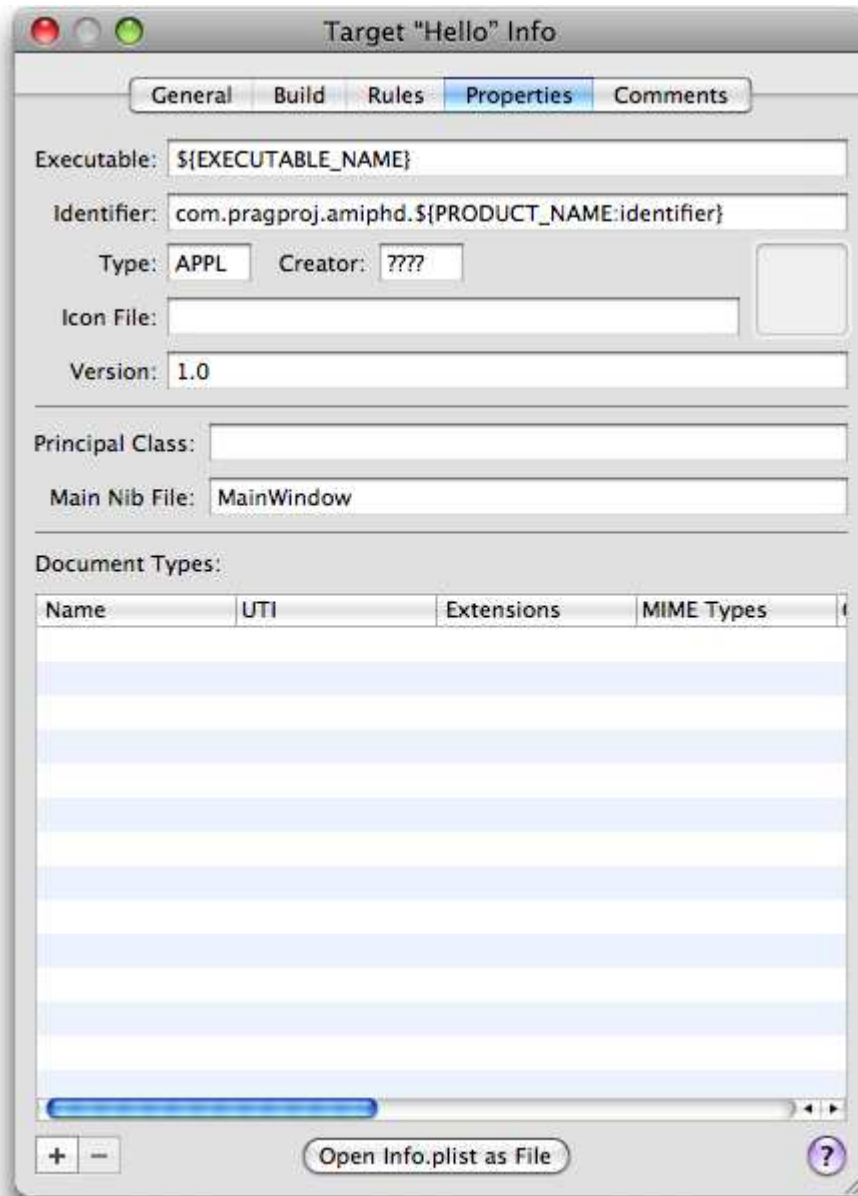 Target “Hello” Info
General Build Rules Properties Comments
Executable: ${EXECUTABLE_NAME}
Identifier: com.pragproj.amiphd.${PRODUCT_NAME:identifier}
Type: APPL Creator: ????
Icon File:
Version: 1.0
Principal Class:
Main Nib File: MainWindow
Document Types:
Name UTI Extensions MIME Types
+ − Open Info.plist as File ?